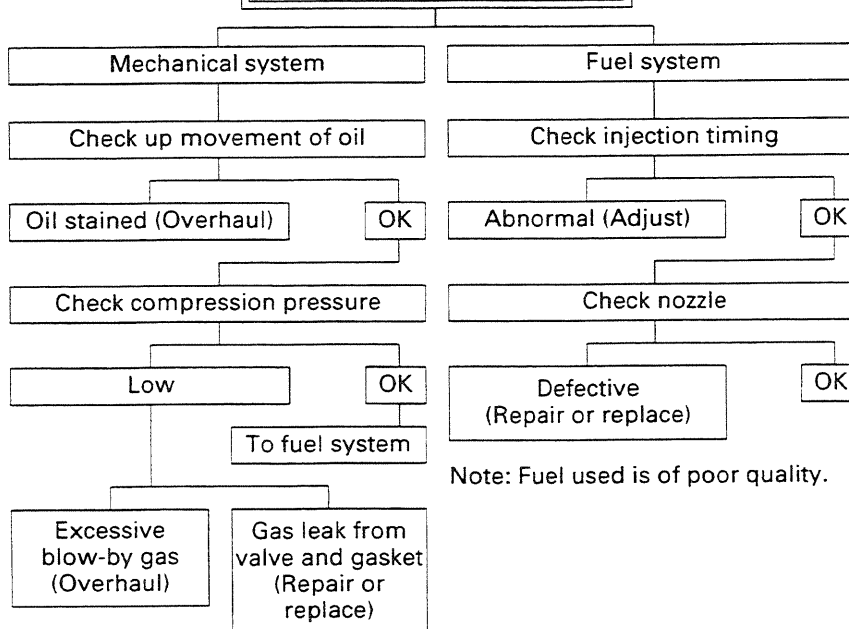 Mechanical system
Fuel system
Check up movement of oil
Check injection timing
Oil stained (Overhaul)
OK
Abnormal (Adjust)
OK
Check compression pressure
Check nozzle
Low
OK
Defective
(Repair or replace)
OK
To fuel system
Note: Fuel used is of poor quality.
Excessive
blow-by gas
(Overhaul)
Gas leak from
valve and gasket
(Repair or
replace)